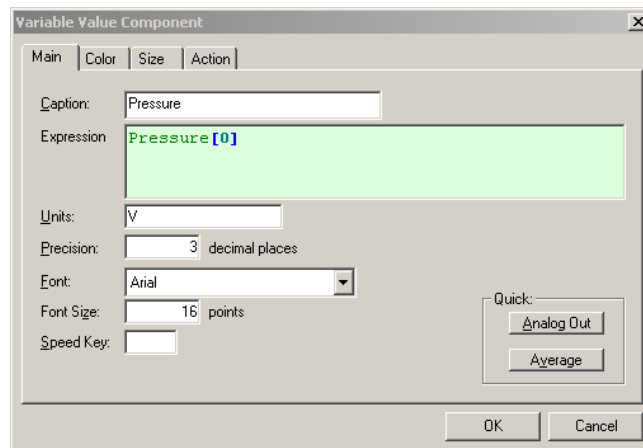 Variable Value Component
Main Color Size Action
Caption: Pressure
Expression Pressure[0]
Units: V
Precision: 3 decimal places
Font: Arial
Font Size: 16 points
Speed Key:
Quick:
Analog Out
Average
OK Cancel